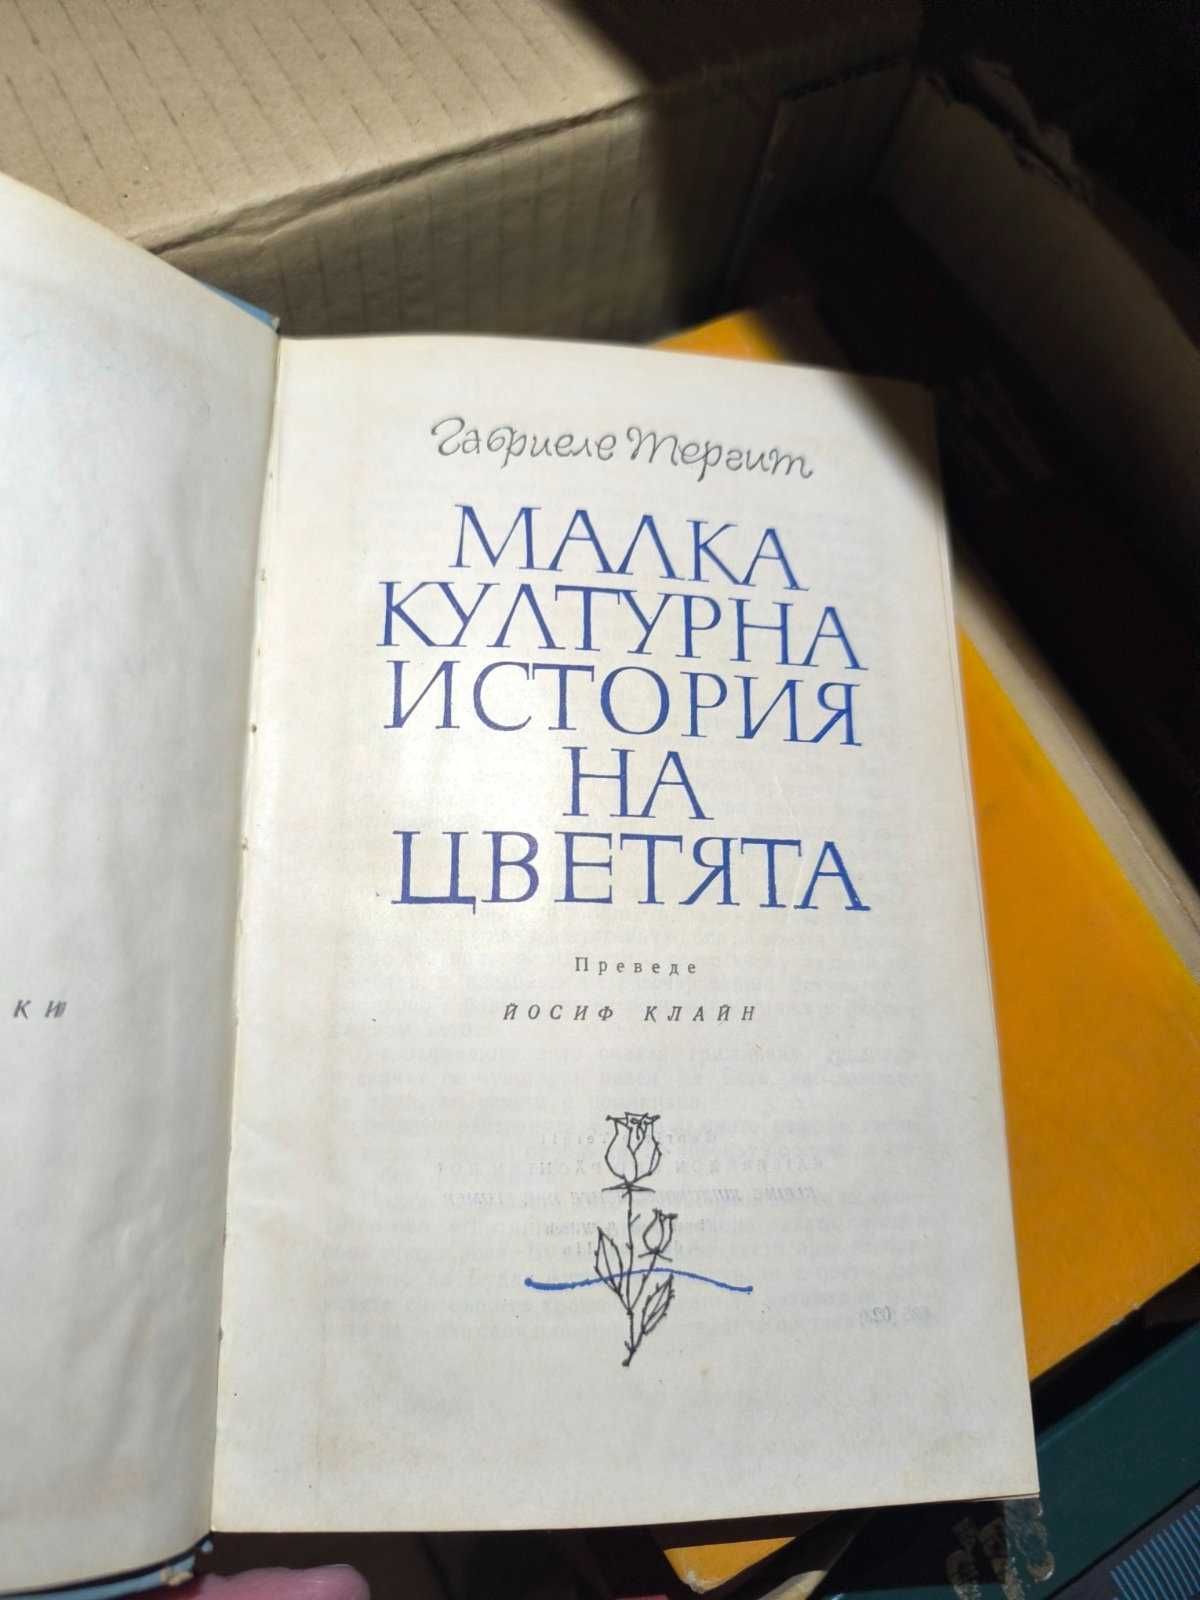 Габриеле Тергит
МАЛКА
КУЛТУРНА
ИСТОРИЯ
НА
ЦВЕТЯТА
Преведе
ЙОСИФ КЛАЙН